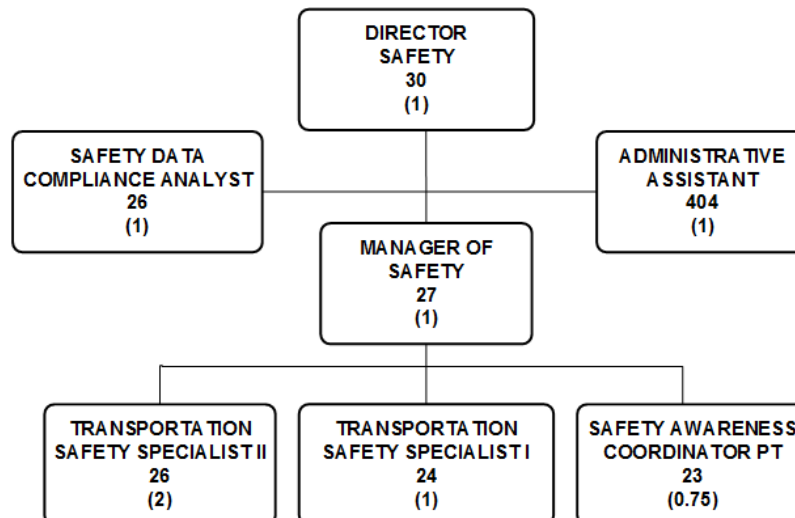 DIRECTOR
SAFETY
30
(1)
SAFETY DATA
COMPLIANCE ANALYST
26
(1)
ADMINISTRATIVE
ASSISTANT
404
(1)
MANAGER OF
SAFETY
27
(1)
TRANSPORTATION
SAFETY SPECIALIST II
26
(2)
TRANSPORTATION
SAFETY SPECIALIST I
24
(1)
SAFETY AWARENESS
COORDINATOR PT
23
(0.75)